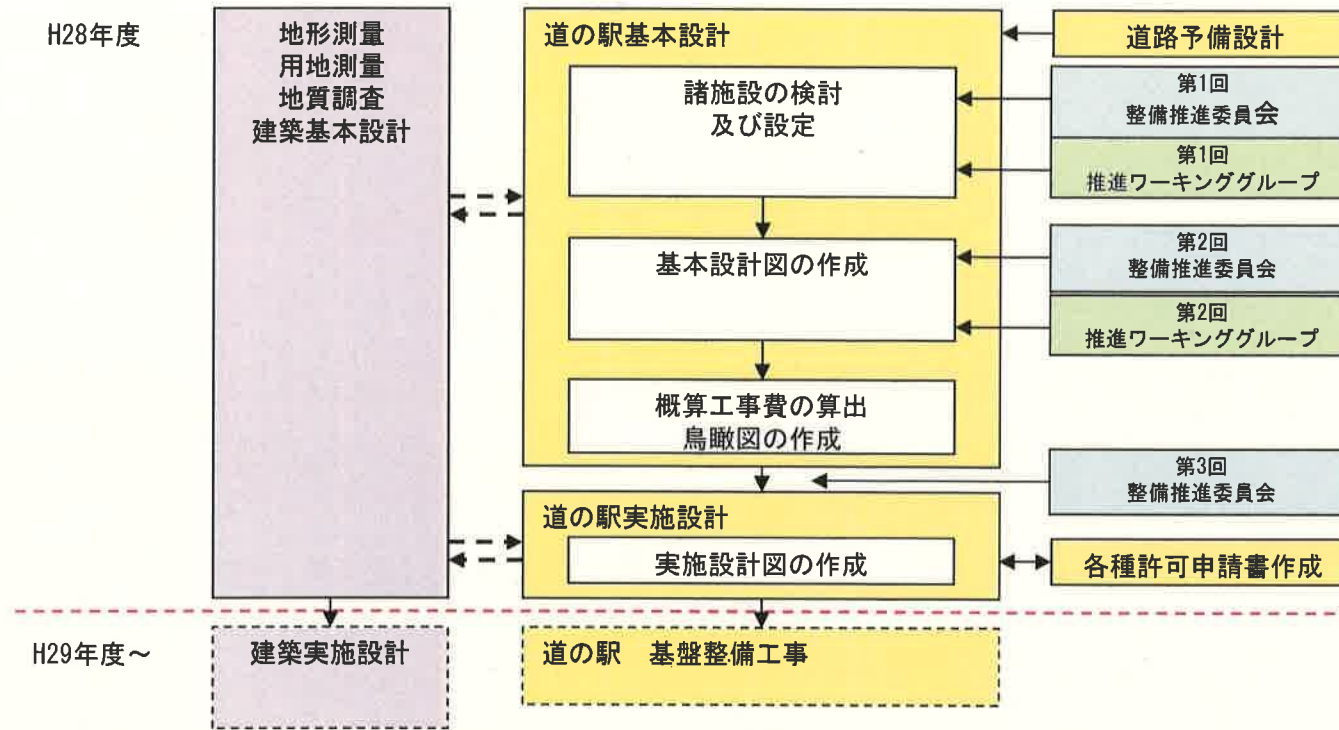 H28年度
地形測量
用地測量
地質調査
建築基本設計
道の駅基本設計
諸施設の検討
及び設定
基本設計図の作成
概算工事費の算出
鳥瞰図の作成
道の駅実施設計
実施設計図の作成
道路予備設計
第1回
整備推進委員会
第1回
推進ワーキンググループ
第2回
整備推進委員会
第2回
推進ワーキンググループ
第3回
整備推進委員会
各種許可申請書作成
H29年度～
建築実施設計
道の駅　基盤整備工事